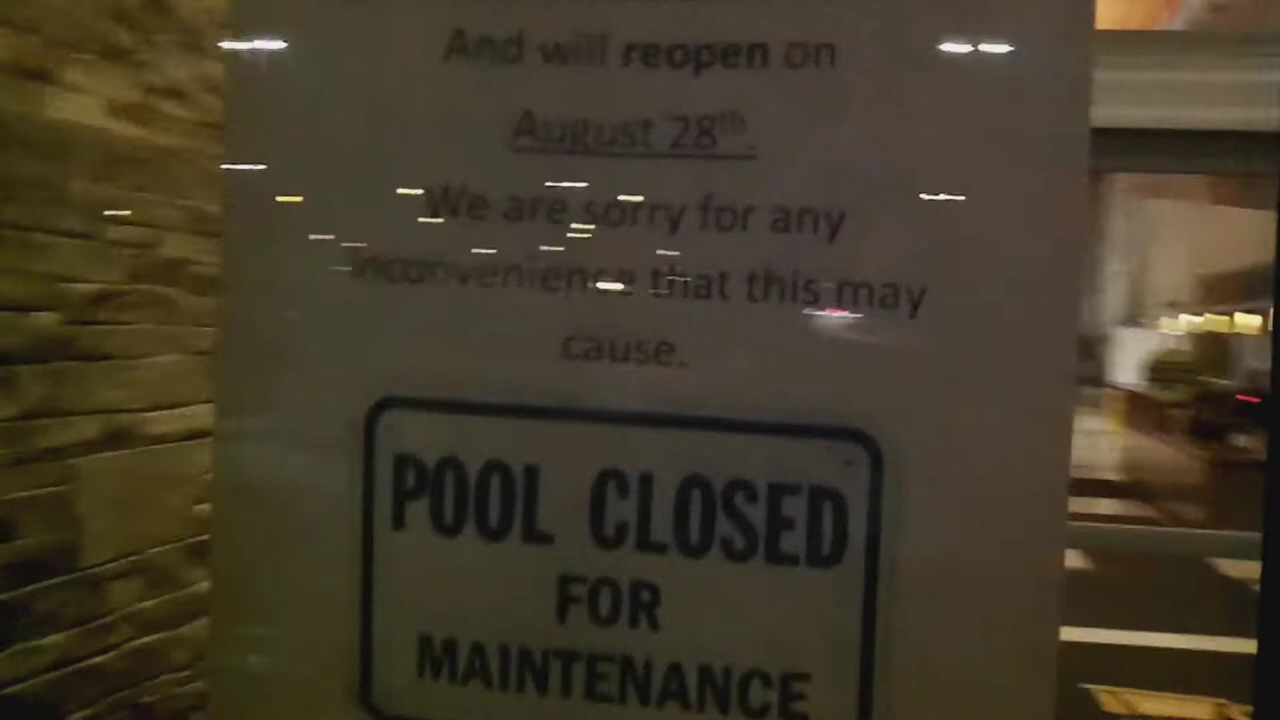 And will reopen on
August 28th.
We are sorry for any
inconvenience that this may
cause.
POOL CLOSED
FOR
MAINTENANCE